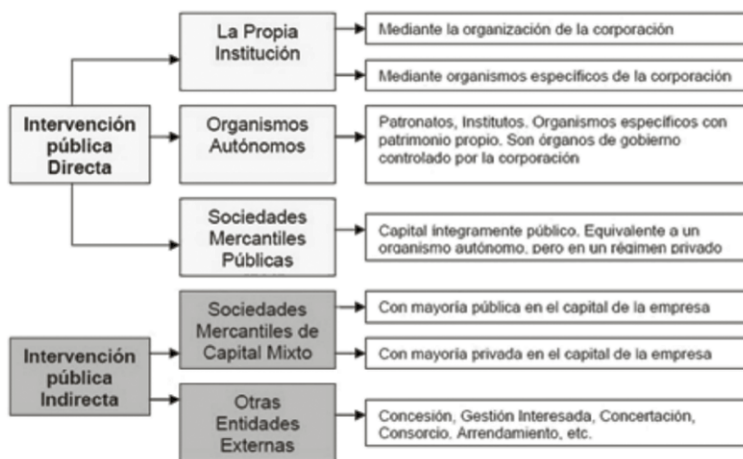 Intervención
pública
Directa
La Propia
Institución
Mediante la organización de la corporación
Mediante organismos específicos de la corporación
Organismos
Autónomos
Patronatos, Institutos. Organismos específicos con
patrimonio propio. Son órganos de gobierno
controlado por la corporación
Sociedades
Mercantiles
Públicas
Capital íntegramente público. Equivalente a un
organismo autónomo, pero en un régimen privado
Intervención
pública
Indirecta
Sociedades
Mercantiles de
Capital Mixto
Con mayoría pública en el capital de la empresa
Con mayoría privada en el capital de la empresa
Otras
Entidades
Externas
Concesión, Gestión Interesada, Concertación,
Consorcio, Arrendamiento, etc.